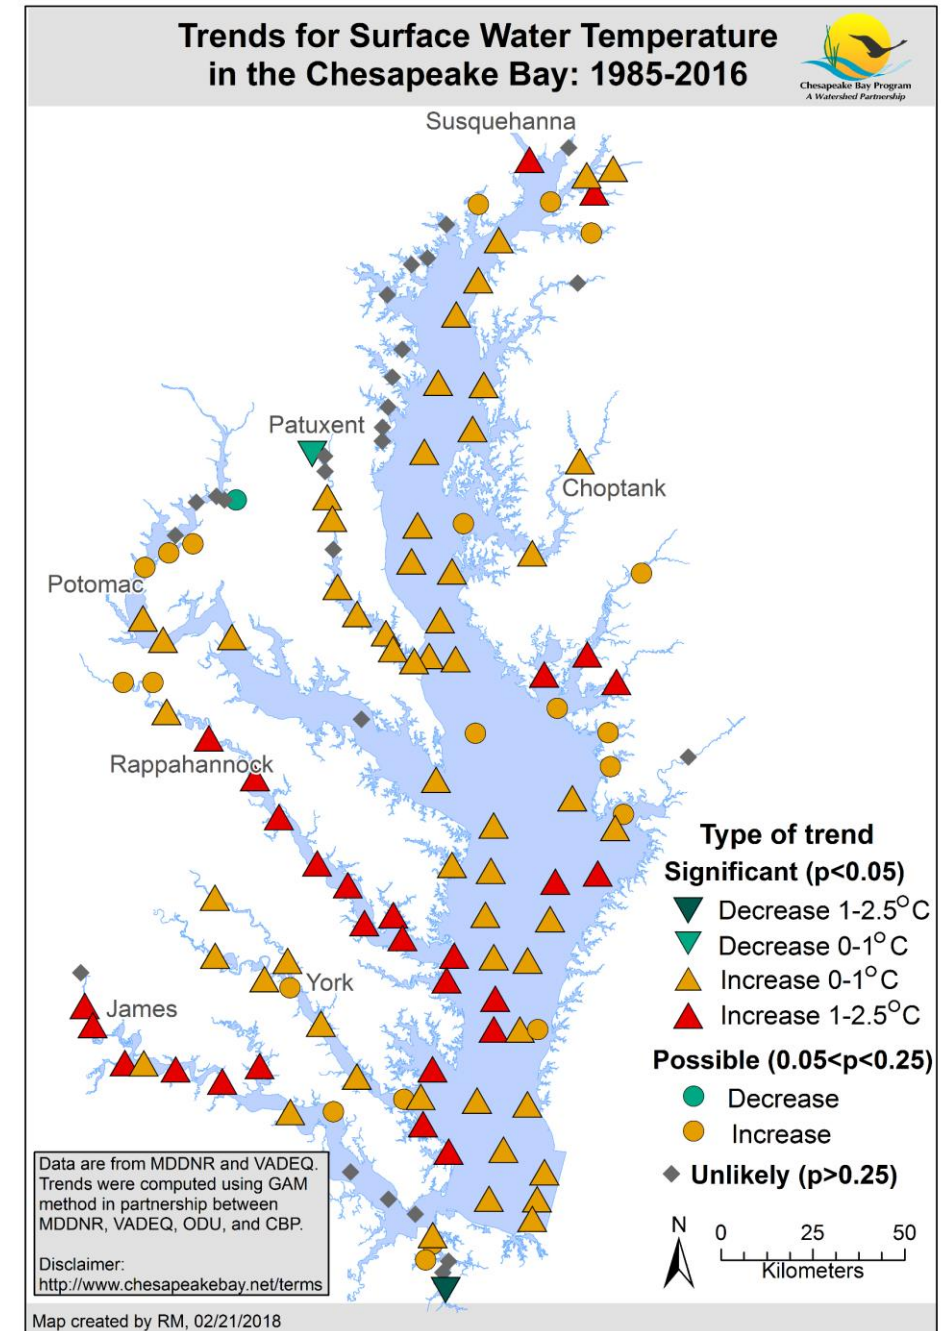 Trends for Surface Water Temperature
in the Chesapeake Bay: 1985-2016
Chesapeake Bay Program
A Watershed Partnership
Susquehanna
Patuxent
Choptank
Potomac
Rappahannock
York
James
Type of trend
Significant (p<0.05)
Decrease 1-2.5°C
Decrease 0-1°C
Increase 0-1°C
Increase 1-2.5°C
Possible (0.05<p<0.25)
Decrease
Increase
Unlikely (p>0.25)
Data are from MDDNR and VADEQ.
Trends were computed using GAM
method in partnership between
MDDNR, VADEQ, ODU, and CBP.
Disclaimer:
http://www.chesapeakebay.net/terms
N
0 25 50
Kilometers
Map created by RM, 02/21/2018